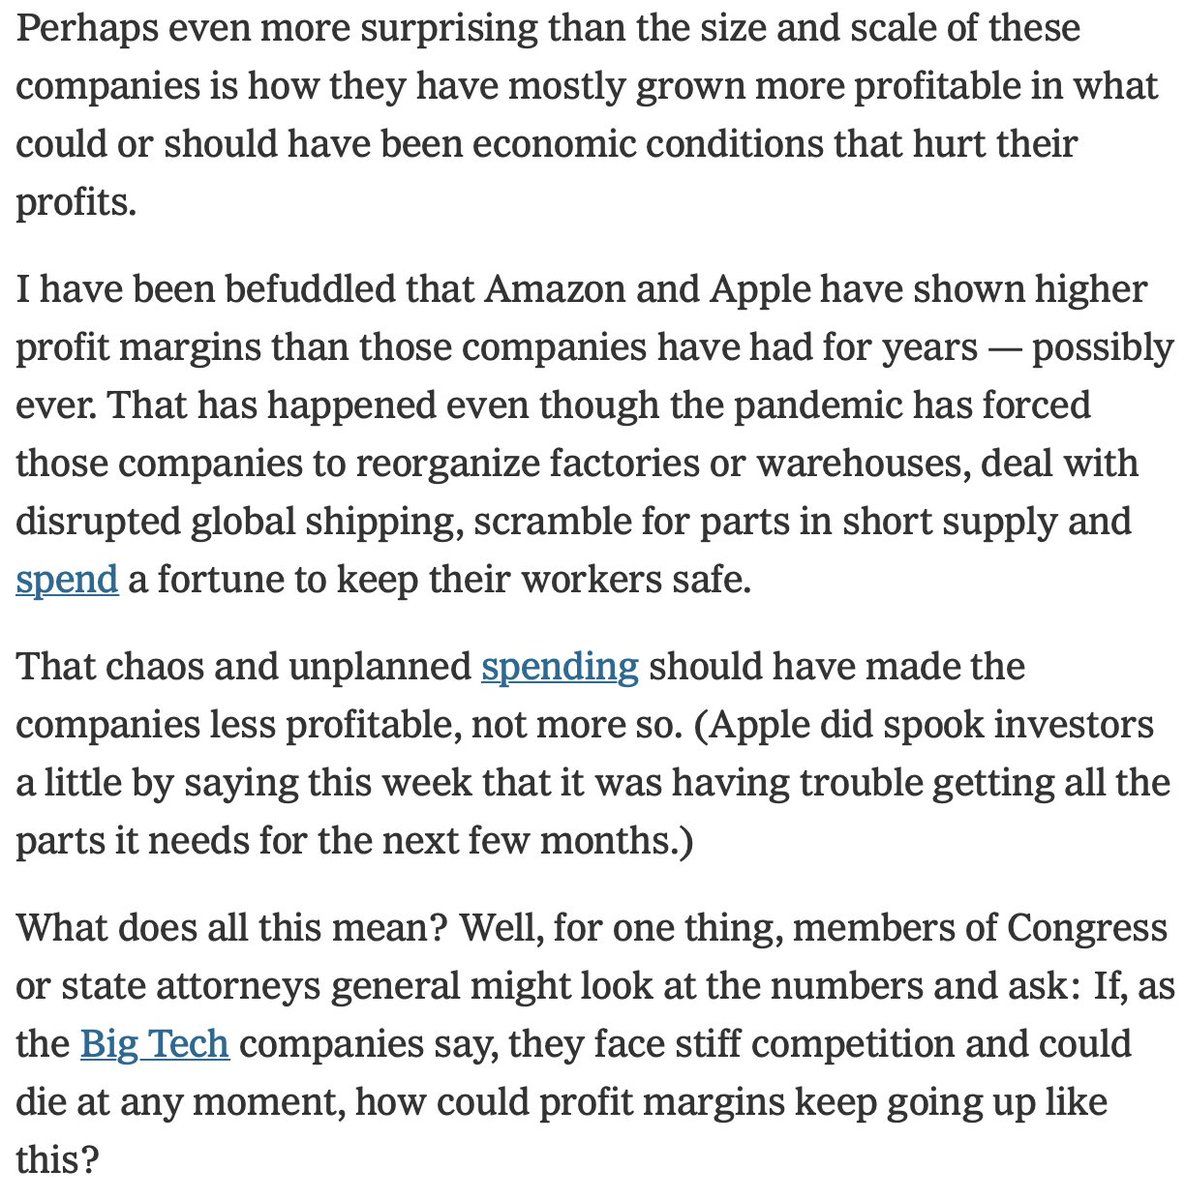 Perhaps even more surprising than the size and scale of these
companies is how they have mostly grown more profitable in what
could or should have been economic conditions that hurt their
profits.
I have been befuddled that Amazon and Apple have shown higher
profit margins than those companies have had for years — possibly
ever. That has happened even though the pandemic has forced
those companies to reorganize factories or warehouses, deal with
disrupted global shipping, scramble for parts in short supply and
spend a fortune to keep their workers safe.
That chaos and unplanned spending should have made the
companies less profitable, not more so. (Apple did spook investors
a little by saying this week that it was having trouble getting all the
parts it needs for the next few months.)
What does all this mean? Well, for one thing, members of Congress
or state attorneys general might look at the numbers and ask: If, as
the Big Tech companies say, they face stiff competition and could
die at any moment, how could profit margins keep going up like
this?